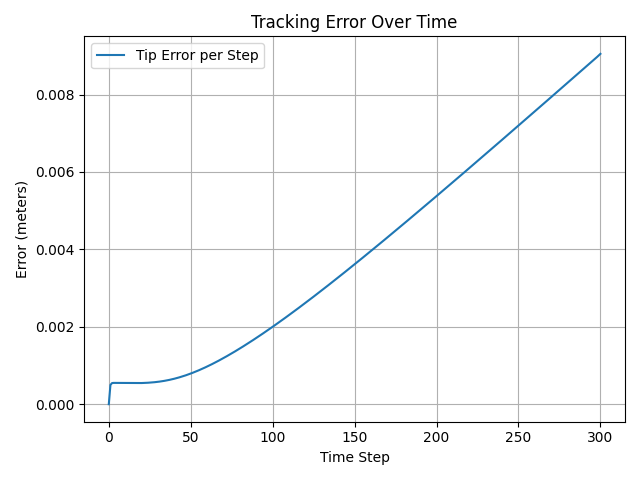 Tracking Error Over Time
Tip Error per Step
Error (meters)
0.008
0.006
0.004
0.002
0.000
0 50 100 150 200 250 300
Time Step